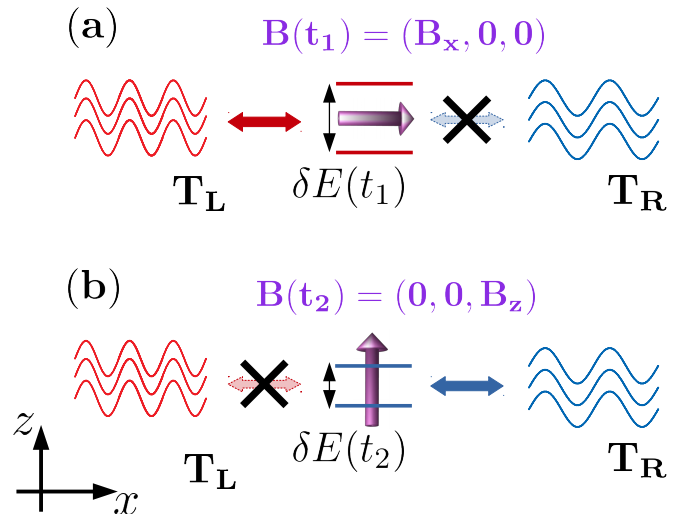 (a)
B(t₁) = (Bₓ, 0, 0)
T_L
δE(t₁)
T_R
(b)
B(t₂) = (0, 0, B_z)
δE(t₂)
T_L
T_R
z
x